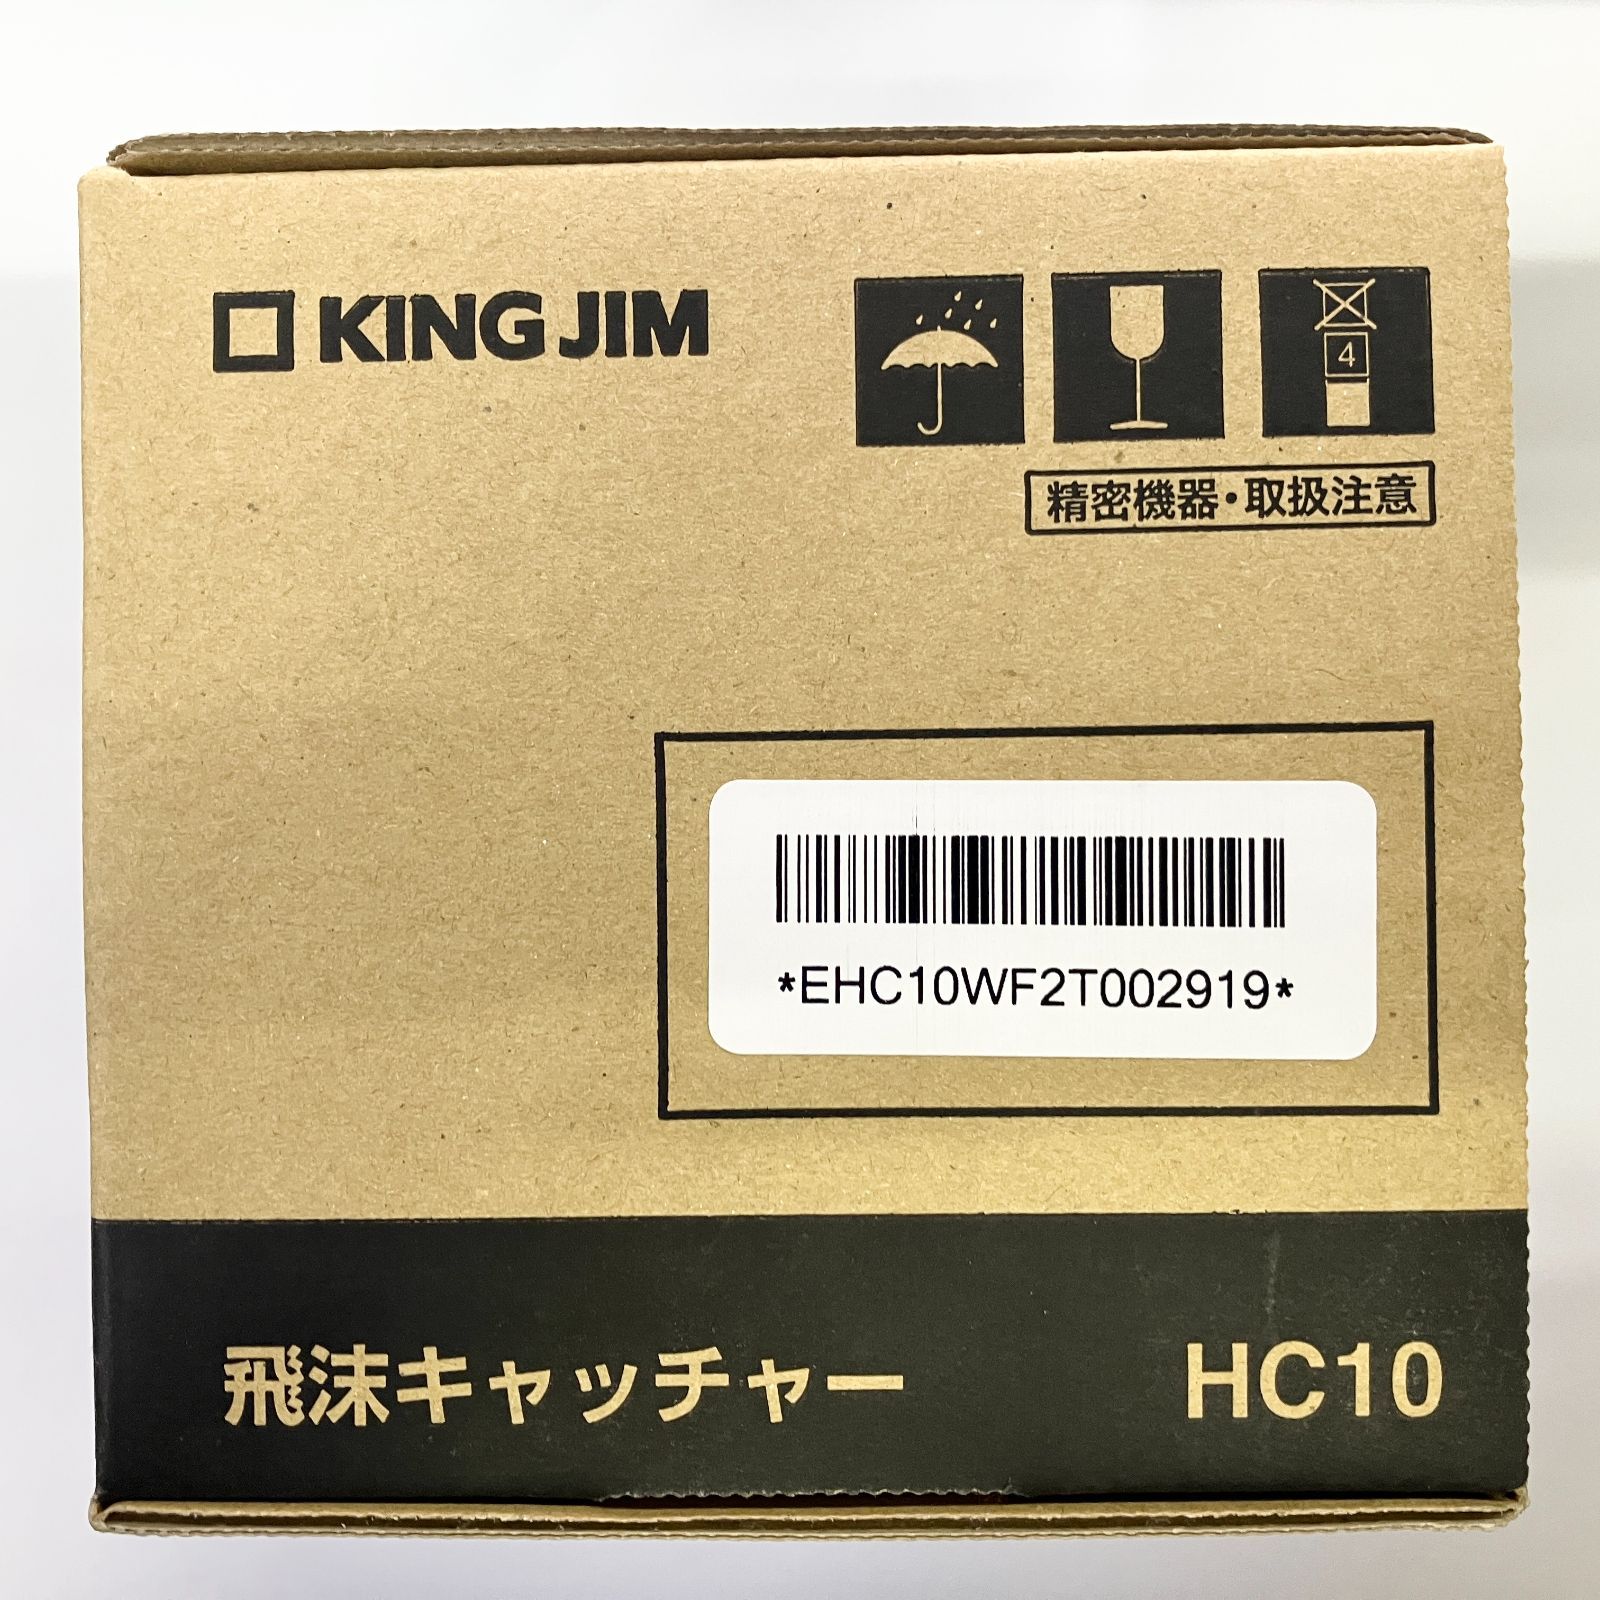 KING JIM
4
精密機器・取扱注意
*EHC10WF2T002919*
飛沫キャッチャー HC10